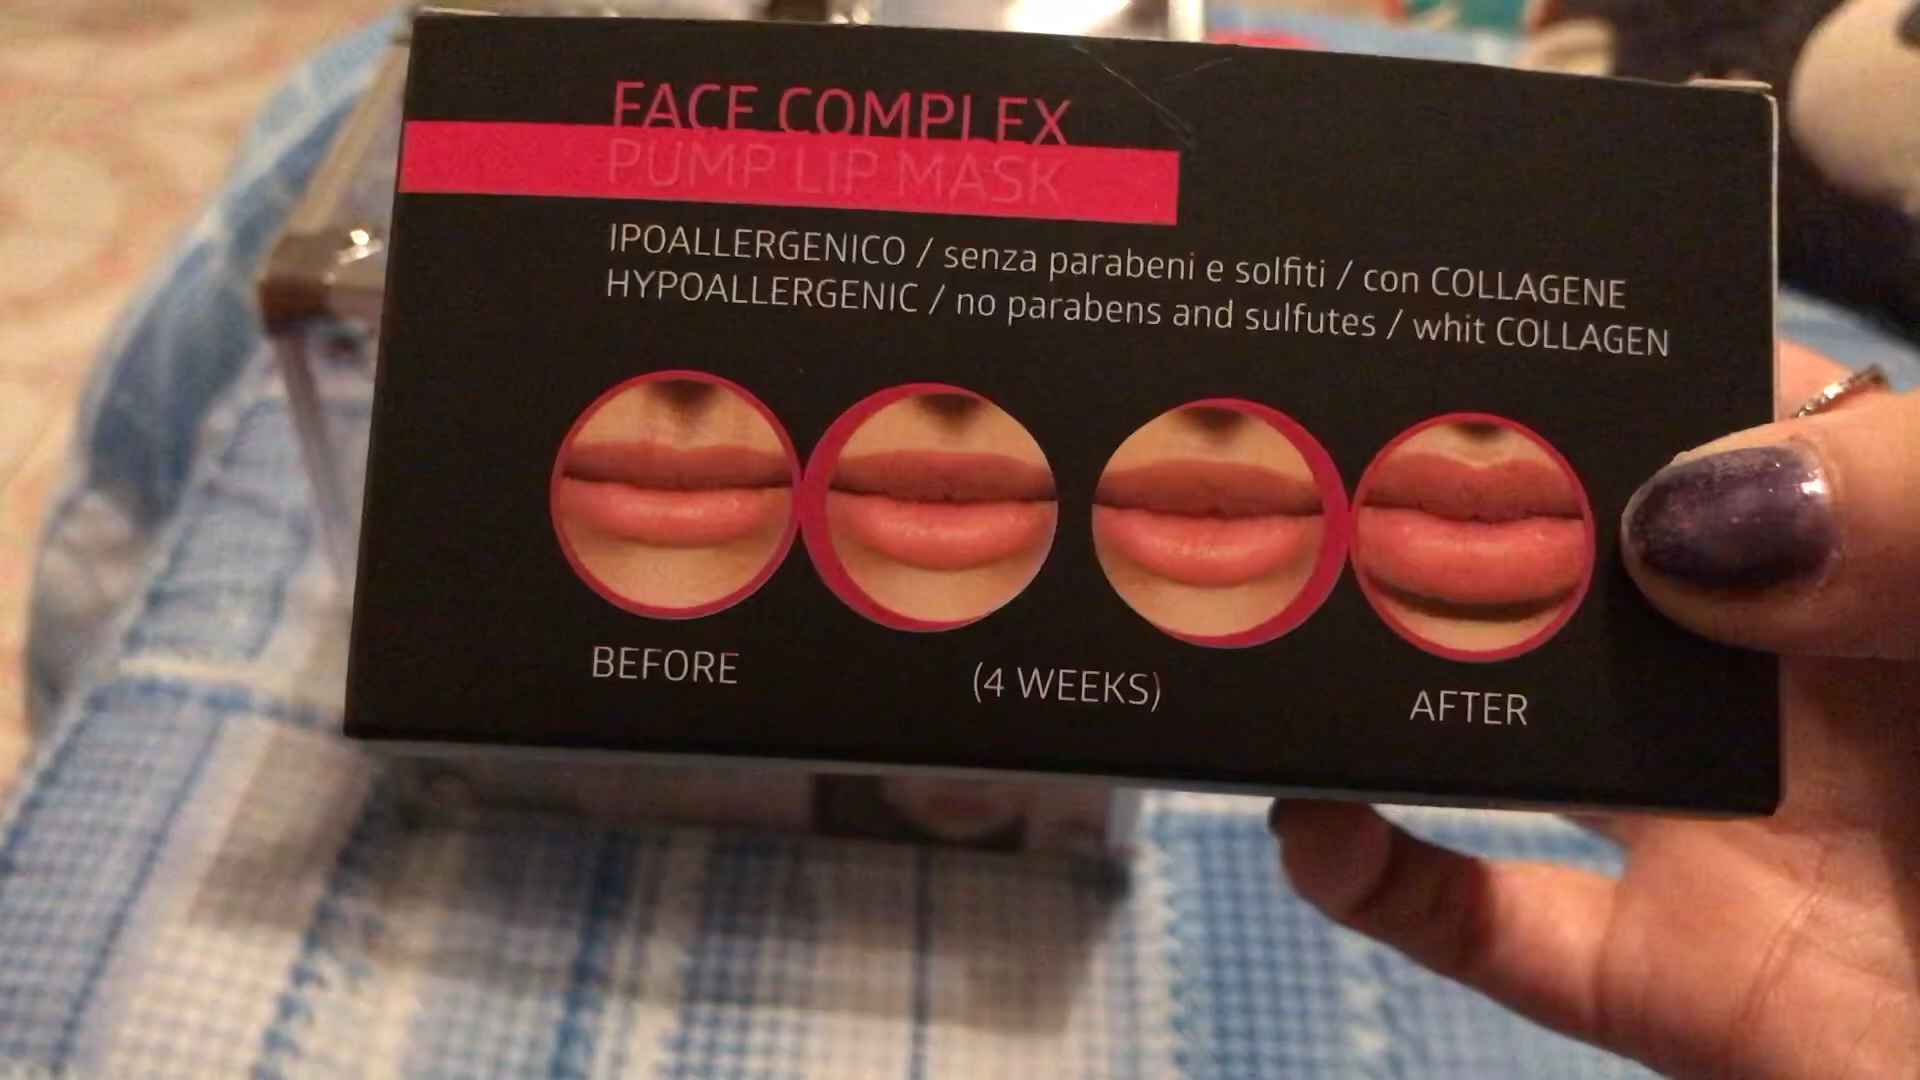 FACE COMPLEX
PUMP LIP MASK
IPOALLERGENICO / senza parabeni e solfiti / con COLLAGENE
HYPOALLERGENIC / no parabens and sulfutes / whit COLLAGEN
BEFORE
(4 WEEKS)
AFTER